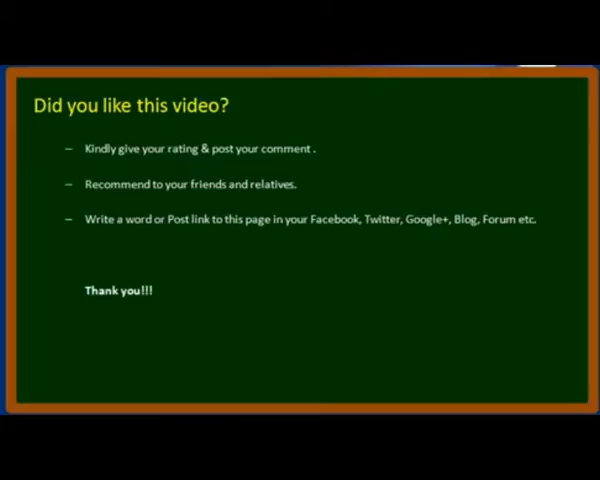 Did you like this video?
– Kindly give your rating & post your comment .
– Recommend to your friends and relatives.
– Write a word or Post link to this page in your Facebook, Twitter, Google+, Blog, Forum etc.
Thank you!!!